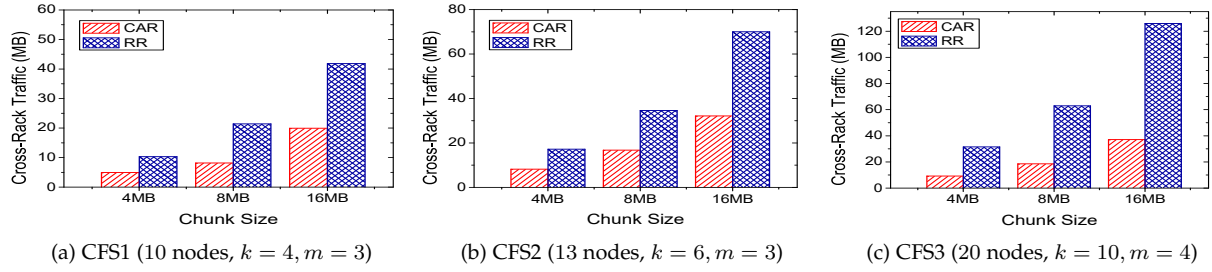 60
50
40
30
20
10
0
Cross-Rack Traffic (MB)
CAR
RR
4MB 8MB 16MB
Chunk Size
(a) CFS1 (10 nodes, k = 4, m = 3)
80
60
40
20
0
Cross-Rack Traffic (MB)
CAR
RR
4MB 8MB 16MB
Chunk Size
(b) CFS2 (13 nodes, k = 6, m = 3)
120
100
80
60
40
20
0
Cross-Rack Traffic (MB)
CAR
RR
4MB 8MB 16MB
Chunk Size
(c) CFS3 (20 nodes, k = 10, m = 4)